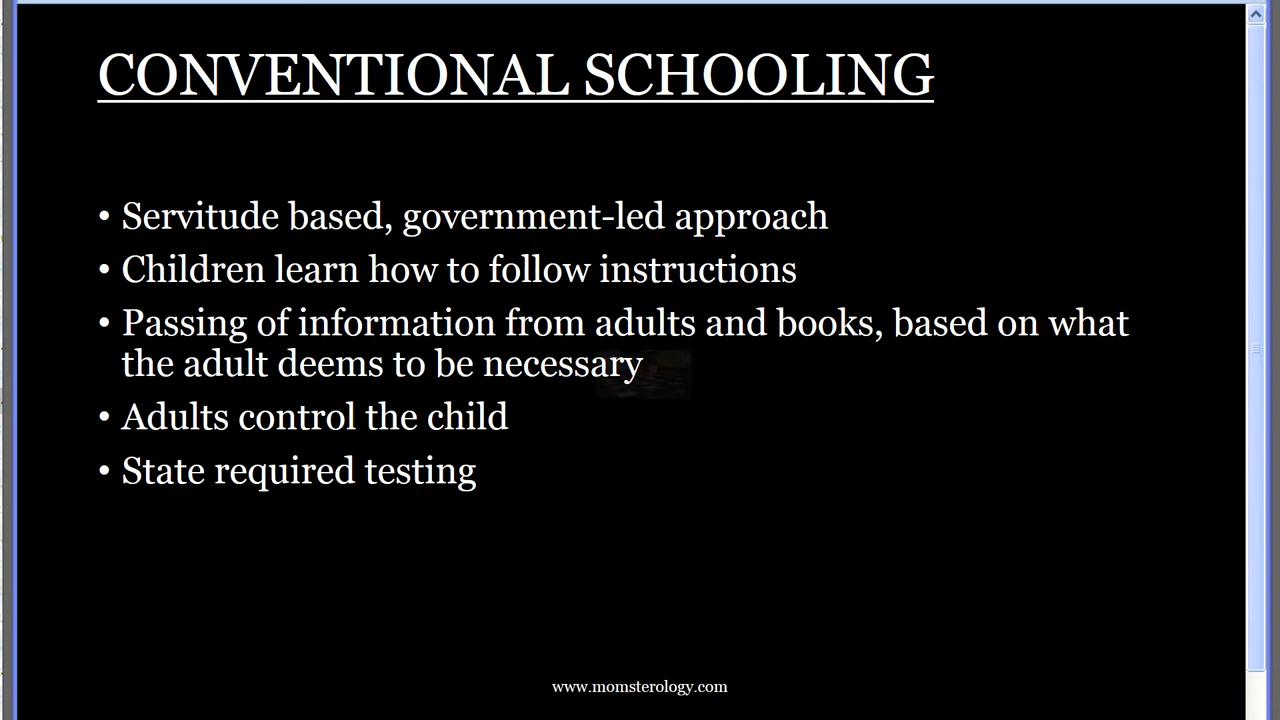 CONVENTIONAL SCHOOLING
• Servitude based, government-led approach
• Children learn how to follow instructions
• Passing of information from adults and books, based on what
the adult deems to be necessary
• Adults control the child
• State required testing
www.momsterology.com